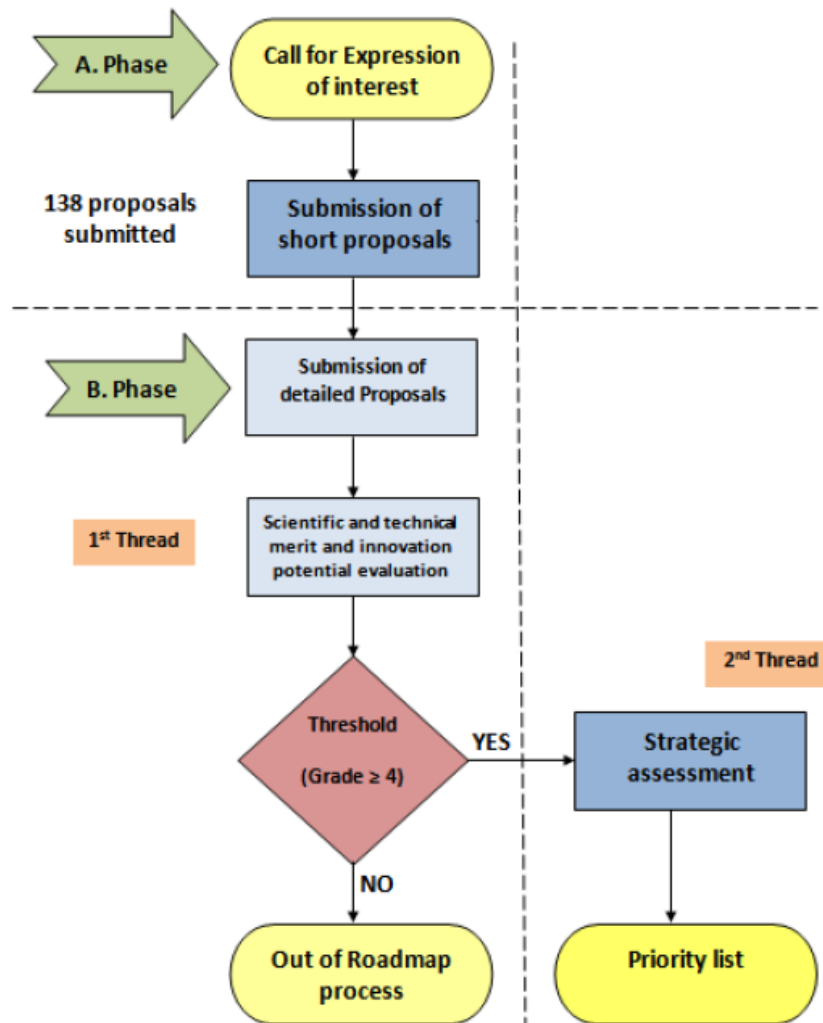 A. Phase
Call for Expression
of interest
138 proposals
submitted
Submission of
short proposals
B. Phase
Submission of
detailed Proposals
1st Thread
Scientific and technical
merit and innovation
potential evaluation
2nd Thread
Threshold
(Grade ≥ 4)
YES
Strategic
assessment
NO
Out of Roadmap
process
Priority list